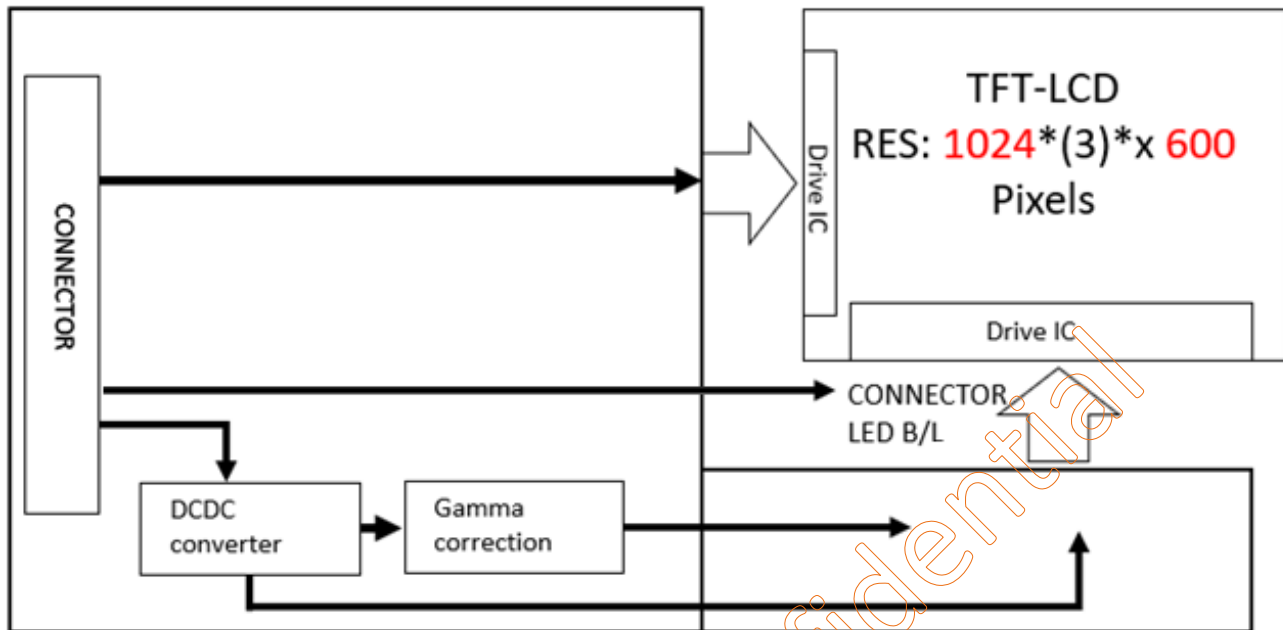 CONNECTOR
TFT-LCD
RES: 1024*(3)*x 600
Pixels
Drive IC
Drive IC
CONNECTOR
LED B/L
DCDC
converter
Gamma
correction
fidential